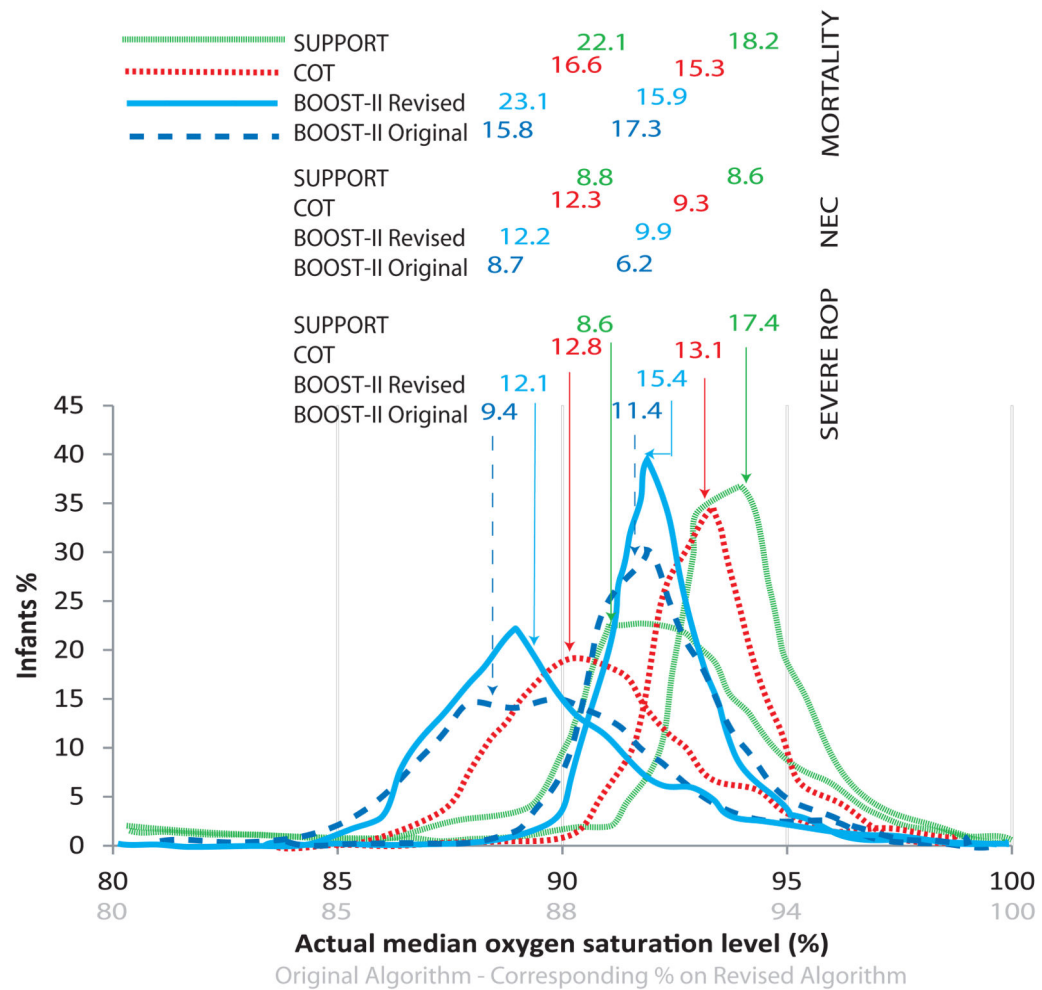 SUPPORT 22.1 18.2
COT 16.6 15.3
BOOST-II Revised 23.1 15.9
BOOST-II Original 15.8 17.3
MORTALITY
SUPPORT 8.8 8.6
COT 12.3 9.3
BOOST-II Revised 12.2 9.9
BOOST-II Original 8.7 6.2
NEC
SUPPORT 8.6 17.4
COT 12.8 13.1
BOOST-II Revised 12.1 15.4
BOOST-II Original 9.4 11.4
SEVERE ROP
Infants %
45
40
35
30
25
20
15
10
5
0
80 85 90 95 100
80 85 88 94 100
Actual median oxygen saturation level (%)
Original Algorithm - Corresponding % on Revised Algorithm